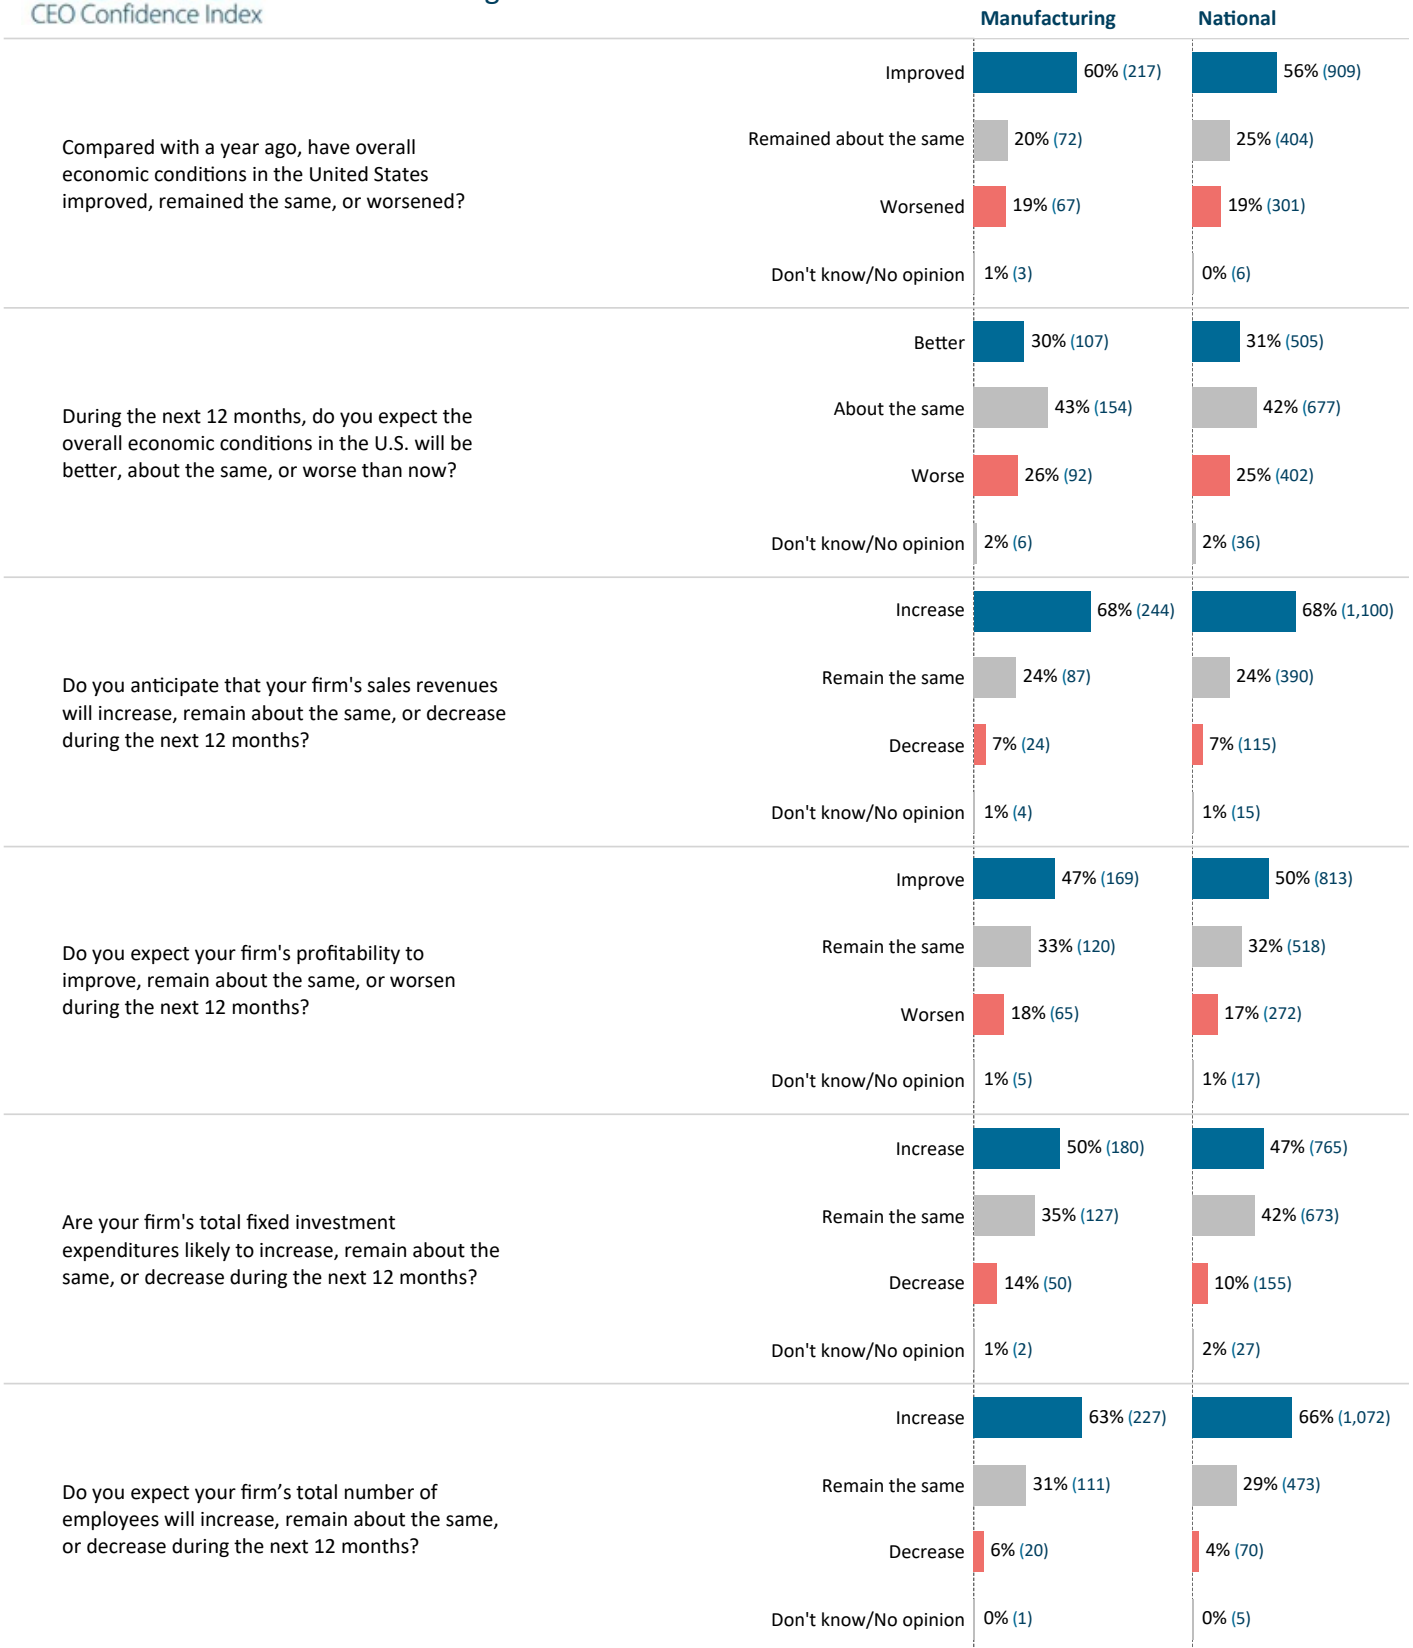 CEO Confidence Index
Manufacturing National
Improved 60% (217) 56% (909)
Remained about the same 20% (72) 25% (404)
Compared with a year ago, have overall
economic conditions in the United States
improved, remained the same, or worsened?
Worsened 19% (67) 19% (301)
Don't know/No opinion 1% (3) 0% (6)
Better 30% (107) 31% (505)
About the same 43% (154) 42% (677)
During the next 12 months, do you expect the
overall economic conditions in the U.S. will be
better, about the same, or worse than now?
Worse 26% (92) 25% (402)
Don't know/No opinion 2% (6) 2% (36)
Increase 68% (244) 68% (1,100)
Remain the same 24% (87) 24% (390)
Do you anticipate that your firm's sales revenues
will increase, remain about the same, or decrease
during the next 12 months?
Decrease 7% (24) 7% (115)
Don't know/No opinion 1% (4) 1% (15)
Improve 47% (169) 50% (813)
Remain the same 33% (120) 32% (518)
Do you expect your firm's profitability to
improve, remain about the same, or worsen
during the next 12 months?
Worsen 18% (65) 17% (272)
Don't know/No opinion 1% (5) 1% (17)
Increase 50% (180) 47% (765)
Remain the same 35% (127) 42% (673)
Are your firm's total fixed investment
expenditures likely to increase, remain about the
same, or decrease during the next 12 months?
Decrease 14% (50) 10% (155)
Don't know/No opinion 1% (2) 2% (27)
Increase 63% (227) 66% (1,072)
Remain the same 31% (111) 29% (473)
Do you expect your firm’s total number of
employees will increase, remain about the same,
or decrease during the next 12 months?
Decrease 6% (20) 4% (70)
Don't know/No opinion 0% (1) 0% (5)